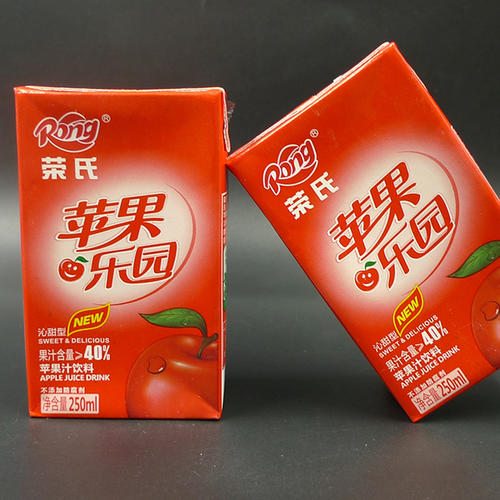 Rong®
荣氏
苹果
乐园
NEW
沁甜型
SWEET & DELICIOUS
果汁含量≥40%
苹果汁饮料
APPLE JUICE DRINK
不添加防腐剂
净含量250ml
Rong®
荣氏
苹果
乐园
NEW
沁甜型
SWEET & DELICIOUS
果汁含量≥40%
苹果汁饮料
APPLE JUICE DRINK
不添加防腐剂
净含量250ml